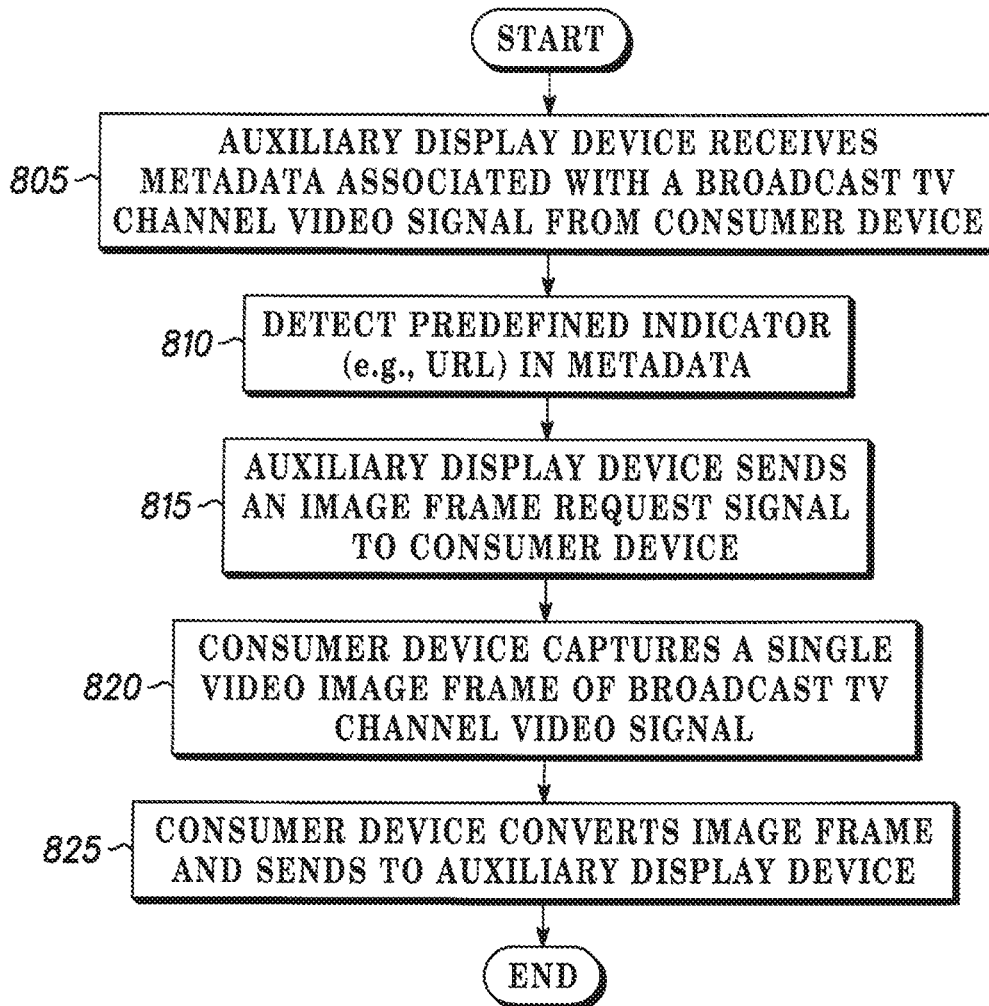 START
805
AUXILIARY DISPLAY DEVICE RECEIVES
METADATA ASSOCIATED WITH A BROADCAST TV
CHANNEL VIDEO SIGNAL FROM CONSUMER DEVICE
810
DETECT PREDEFINED INDICATOR
(e.g., URL) IN METADATA
815
AUXILIARY DISPLAY DEVICE SENDS
AN IMAGE FRAME REQUEST SIGNAL
TO CONSUMER DEVICE
820
CONSUMER DEVICE CAPTURES A SINGLE
VIDEO IMAGE FRAME OF BROADCAST TV
CHANNEL VIDEO SIGNAL
825
CONSUMER DEVICE CONVERTS IMAGE FRAME
AND SENDS TO AUXILIARY DISPLAY DEVICE
END